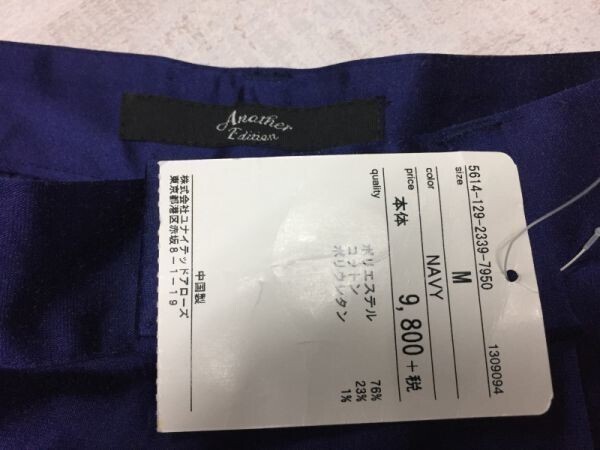 Another
Edition
5614-129-2339-7950
1309094
size M
color NAVY
price 本体 9,800+税
quality
ポリエステル 76%
コットン 23%
ポリウレタン 1%
中国製
株式会社ユナイテッドアローズ
東京都港区赤坂8-1-19